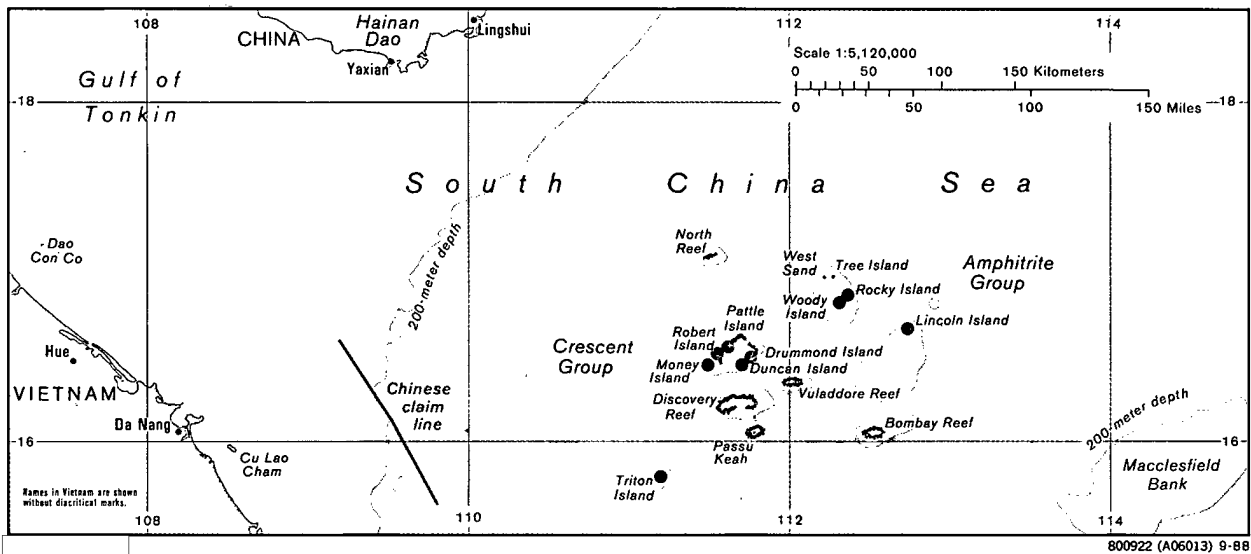 108
112
114
Hainan
Dao
CHINA
Lingshui
Yaxian
Scale 1:5,120,000
0 50 100 150 Kilometers
0 50 100 150 Miles
Gulf of
Tonkin
18
18
South China Sea
200-meter depth
Dao
Con Co
North
Reef
West
Sand
Tree Island
Amphitrite
Group
Rocky Island
Woody
Island
Lincoln Island
Pattle
Island
Robert
Island
Drummond Island
Crescent
Group
Money
Island
Duncan Island
Hue
VIETNAM
Chinese
claim
line
Discovery
Reef
Vuladdore Reef
200-meter depth
Da Nang
Bombay Reef
16
16
Cu Lao
Cham
Passu
Keah
Macclesfield
Bank
Triton
Island
Names in Vietnam are shown
without diacritical marks.
108
110
112
114
800922 (A06013) 9-88